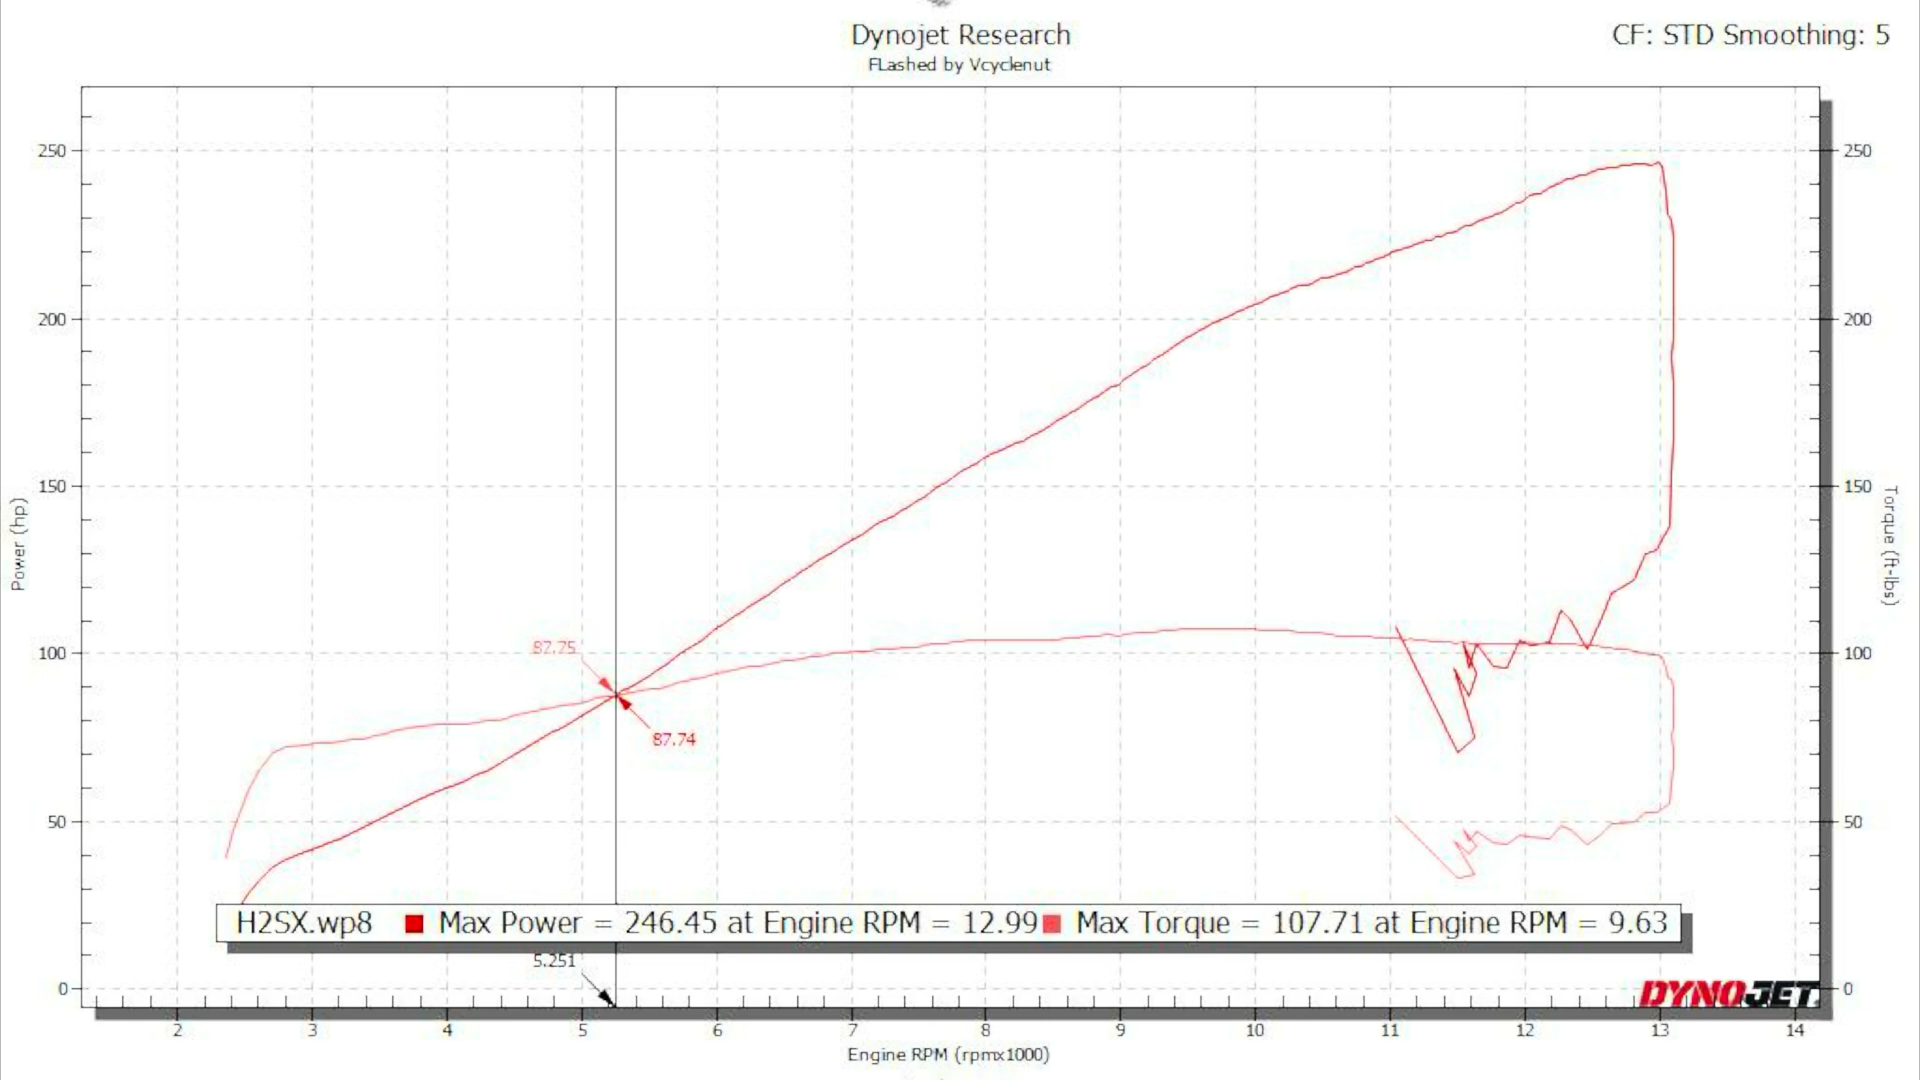 Dynojet Research
FLashed by Vcyclenut
CF: STD Smoothing: 5
250
200
150
100
50
0
Power (hp)
250
200
150
100
50
0
Torque (ft-lbs)
87.75
87.74
H2SX.wp8 Max Power = 246.45 at Engine RPM = 12.99 Max Torque = 107.71 at Engine RPM = 9.63
5.251
DYNOJET
2 3 4 5 6 7 8 9 10 11 12 13 14
Engine RPM (rpmx1000)